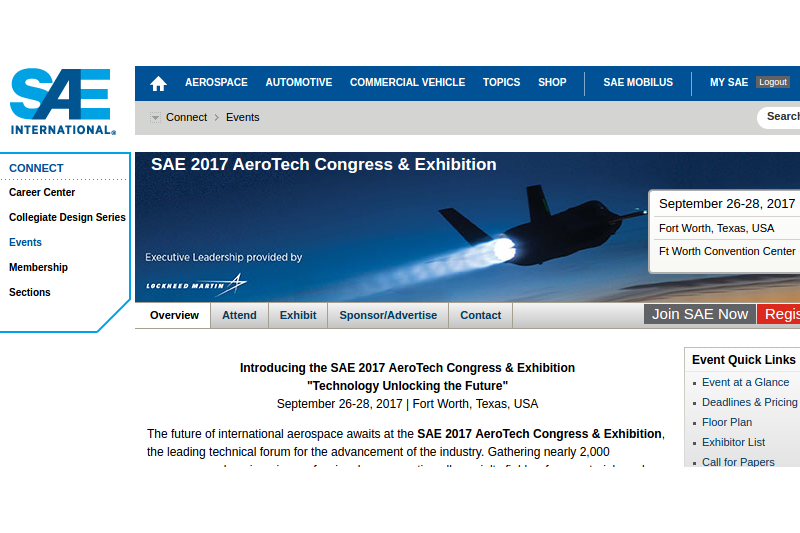 SAE
INTERNATIONAL®
AEROSPACE AUTOMOTIVE COMMERCIAL VEHICLE TOPICS SHOP SAE MOBILUS MY SAE Logout
Connect Events
CONNECT
Career Center
Collegiate Design Series
Events
Membership
Sections
SAE 2017 AeroTech Congress & Exhibition
September 26-28, 2017
Fort Worth, Texas, USA
Ft Worth Convention Center
Executive Leadership provided by
LOCKHEED MARTIN
Overview Attend Exhibit Sponsor/Advertise Contact
Join SAE Now
Introducing the SAE 2017 AeroTech Congress & Exhibition
"Technology Unlocking the Future"
September 26-28, 2017 | Fort Worth, Texas, USA
The future of international aerospace awaits at the SAE 2017 AeroTech Congress & Exhibition,
the leading technical forum for the advancement of the industry. Gathering nearly 2,000
Event Quick Links
Event at a Glance
Deadlines & Pricing
Floor Plan
Exhibitor List
Call for Papers